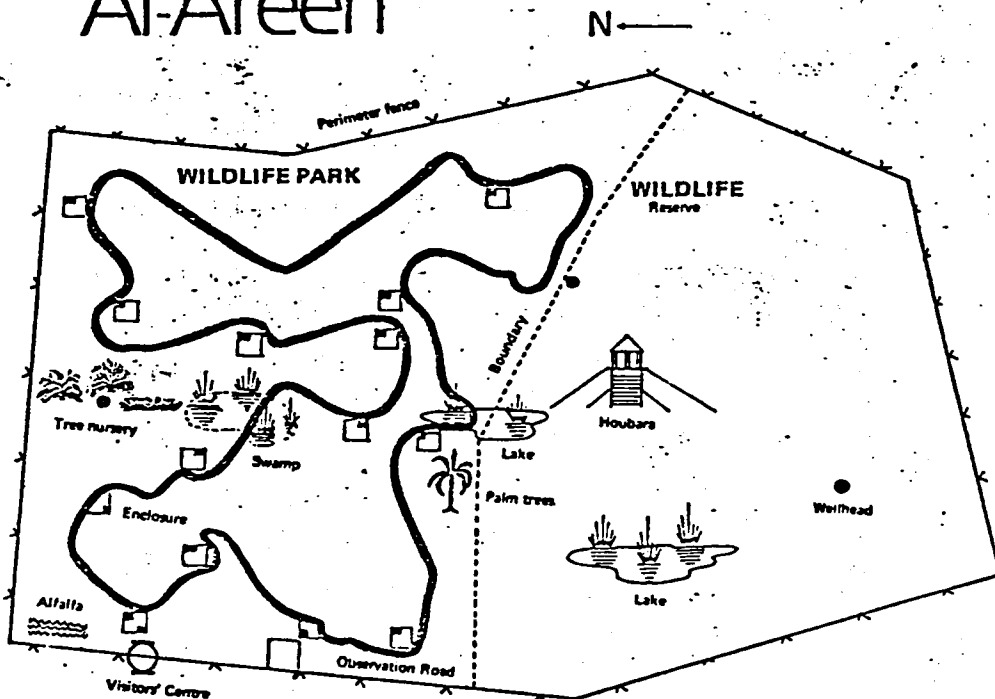 Al-Areen
N
Perimeter fence
WILDLIFE PARK
WILDLIFE
Reserve
Boundary
Houbara
Tree nursery
Swamp
Lake
Palm trees
Wellhead
Enclosure
Lake
Alfalfa
Observation Road
Visitors' Centre